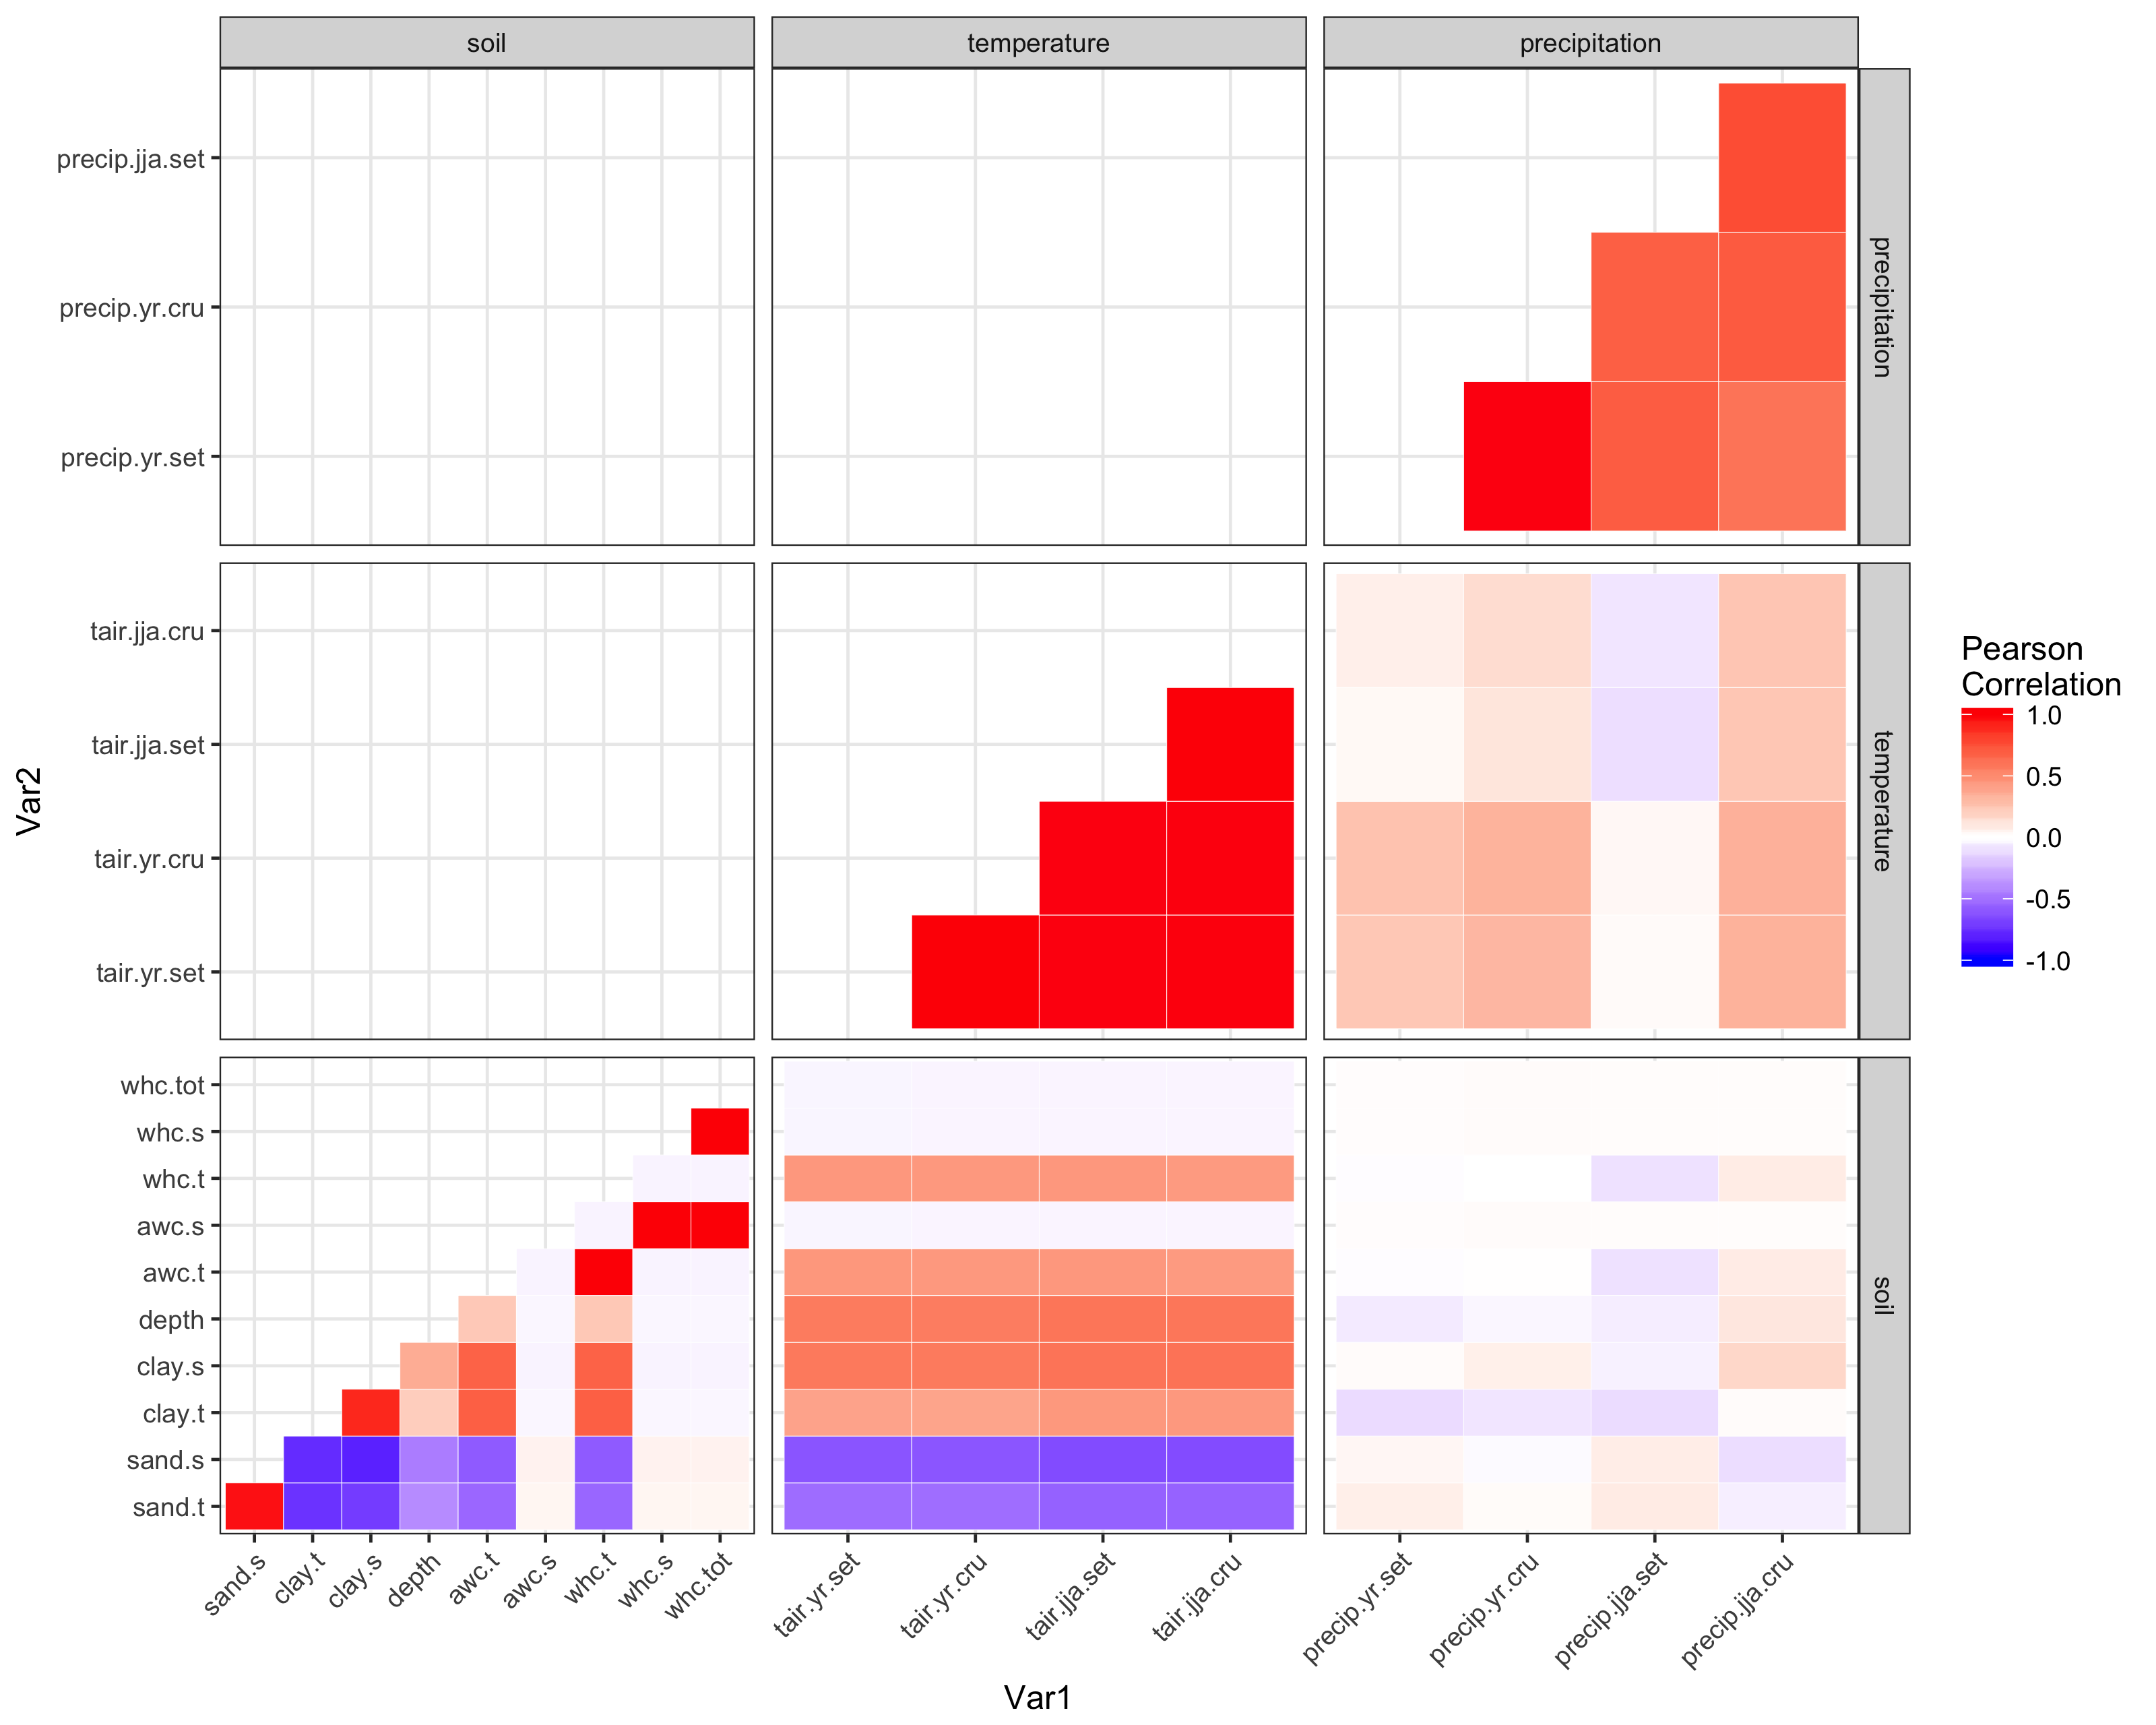 soil
temperature
precipitation
precip.jja.set
precip.yr.cru
precip.yr.set
precipitation
tair.jja.cru
tair.jja.set
tair.yr.cru
tair.yr.set
temperature
whc.tot
whc.s
whc.t
awc.s
awc.t
depth
clay.s
clay.t
sand.s
sand.t
soil
Var2
sand.s
clay.t
clay.s
depth
awc.t
awc.s
whc.t
whc.s
whc.tot
tair.yr.set
tair.yr.cru
tair.jja.set
tair.jja.cru
precip.yr.set
precip.yr.cru
precip.jja.set
precip.jja.cru
Var1
Pearson
Correlation
1.0
0.5
0.0
-0.5
-1.0